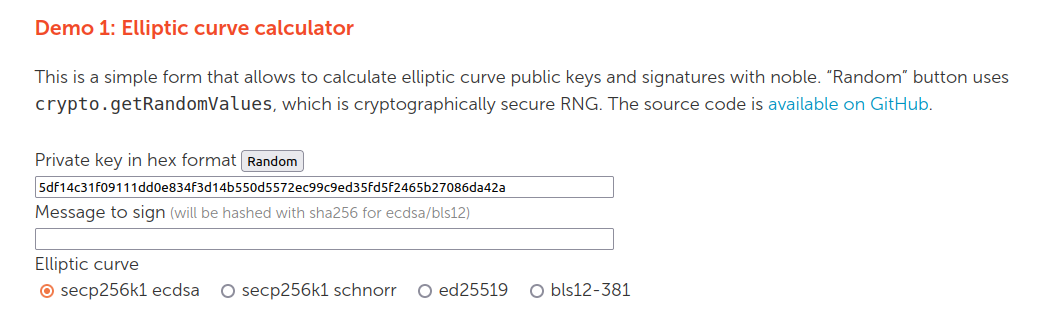 Demo 1: Elliptic curve calculator
This is a simple form that allows to calculate elliptic curve public keys and signatures with noble. “Random” button uses
crypto.getRandomValues, which is cryptographically secure RNG. The source code is available on GitHub.
Private key in hex format Random
5df14c31f09111dd0e834f3d14b550d5572ec99c9ed35fd5f2465b27086da42a
Message to sign (will be hashed with sha256 for ecdsa/bls12)
Elliptic curve
secp256k1 ecdsa secp256k1 schnorr ed25519 bls12-381